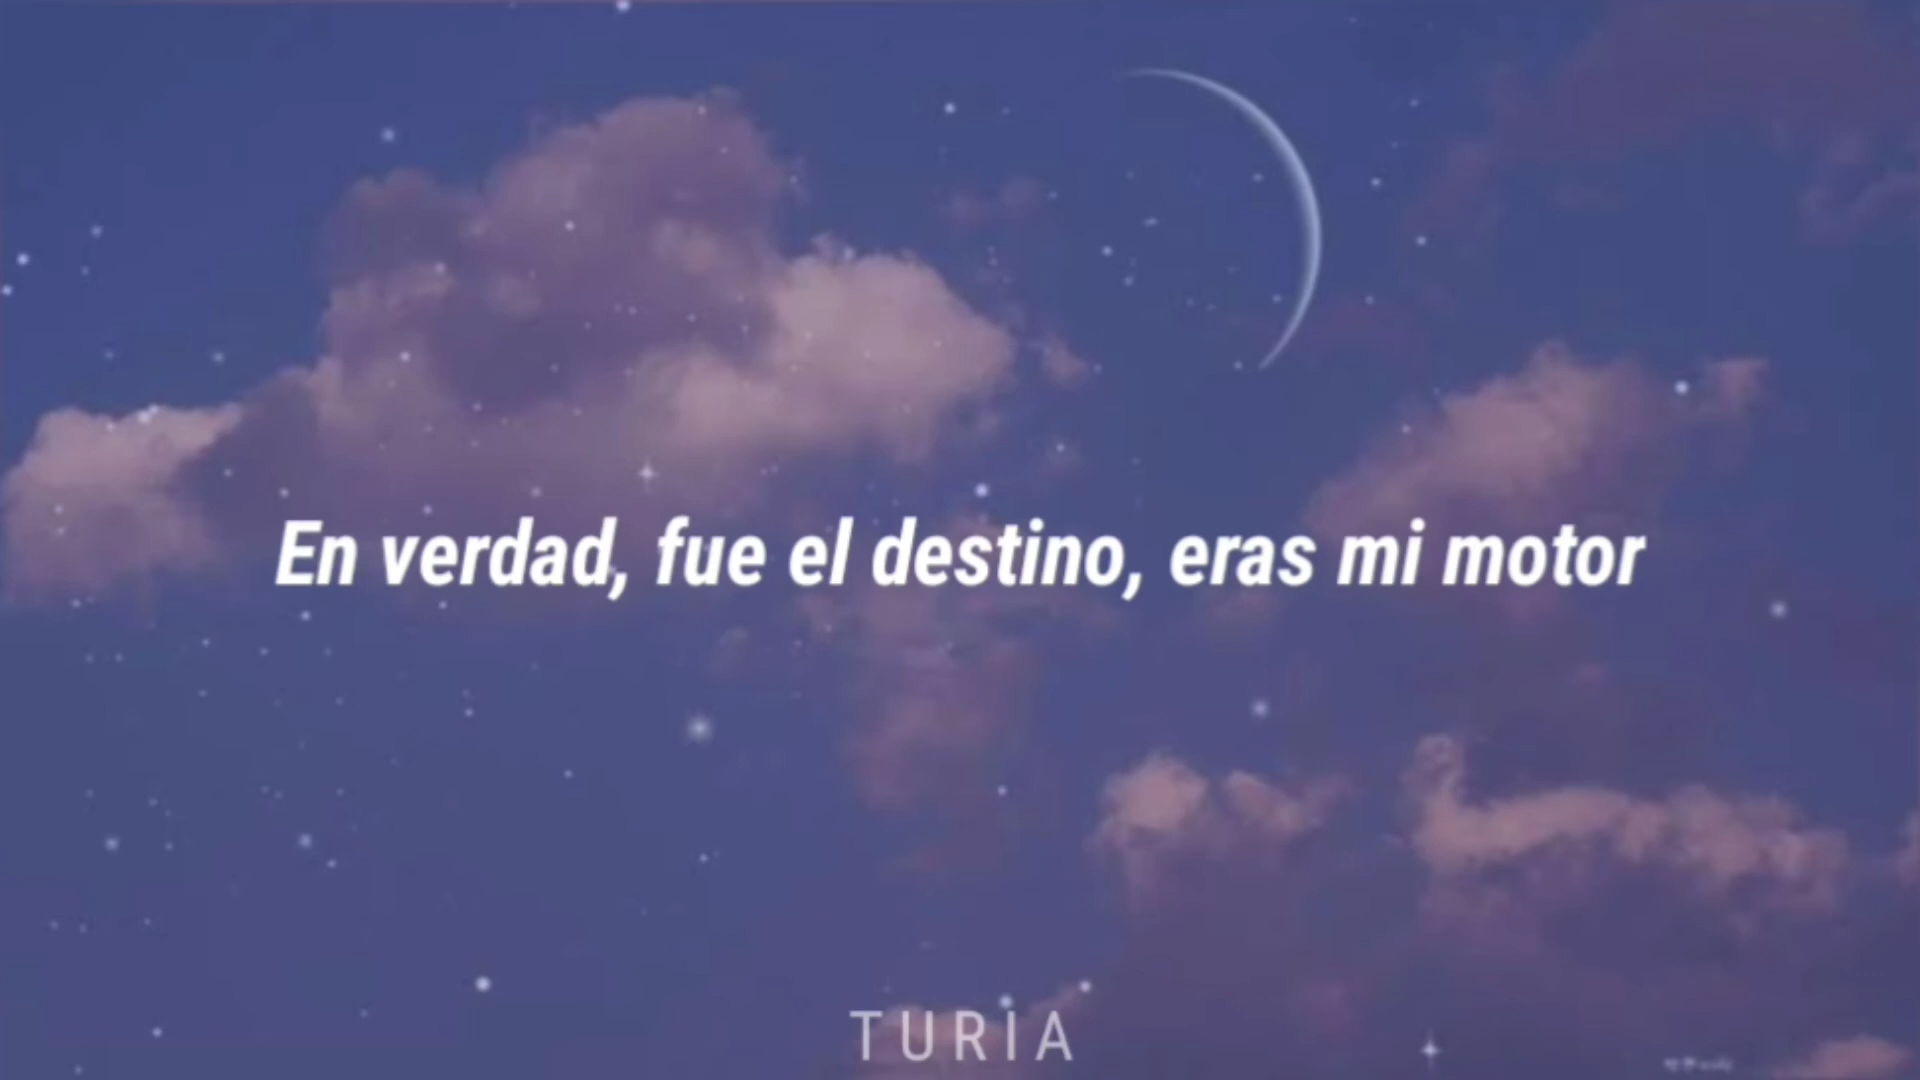 En verdad, fue el destino, eras mi motor
TURIA